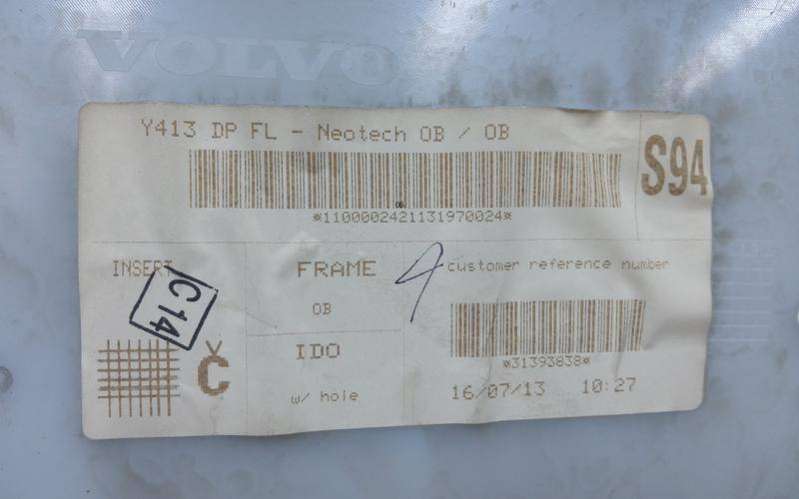 VOLVO
Y413 DP FL - Neotech OB / OB
S94
*1100002421131970024*
INSERT
C14
Č
FRAME
OB
IDO
w/ hole
4
customer reference number
*31393838*
16/07/13 10:27